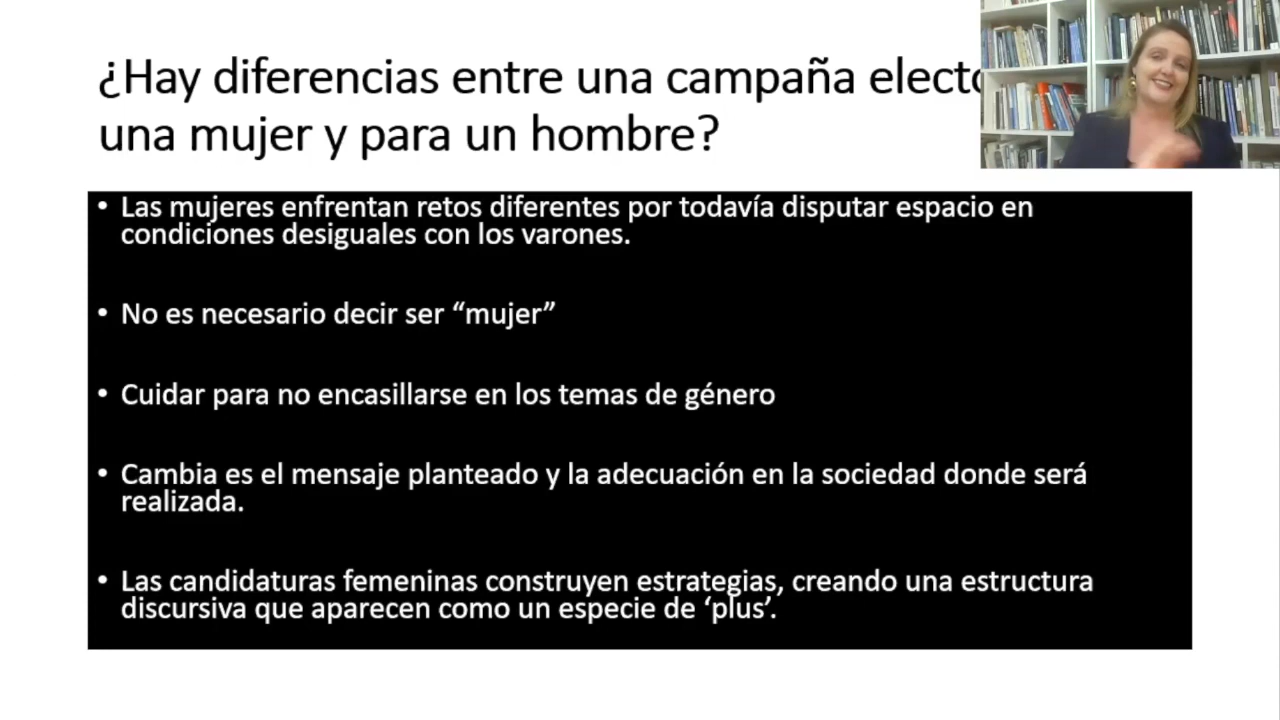 ¿Hay diferencias entre una campaña
una mujer y para un hombre?
• Las mujeres enfrentan retos diferentes por todavía disputar espacio en
condiciones desiguales con los varones.
• No es necesario decir ser “mujer”
• Cuidar para no encasillarse en los temas de género
• Cambia es el mensaje planteado y la adecuación en la sociedad donde será
realizada.
• Las candidaturas femeninas construyen estrategias, creando una estructura
discursiva que aparecen como un especie de ‘plus’.